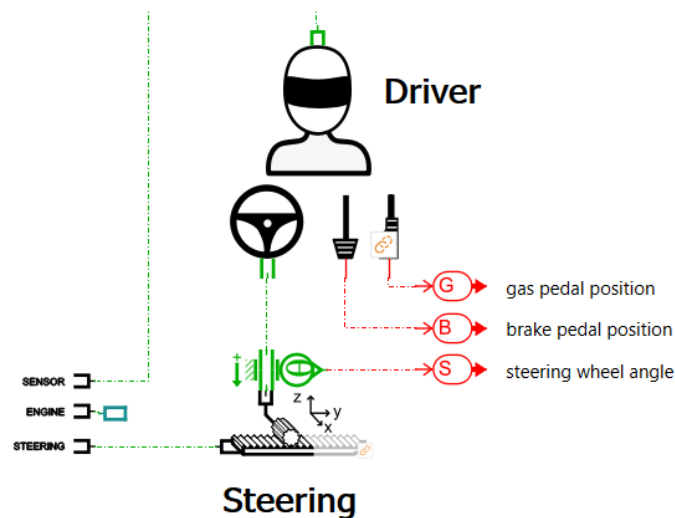 Driver
G gas pedal position
B brake pedal position
+ S steering wheel angle
SENSOR
z
ENGINE y
x
STEERING
Steering